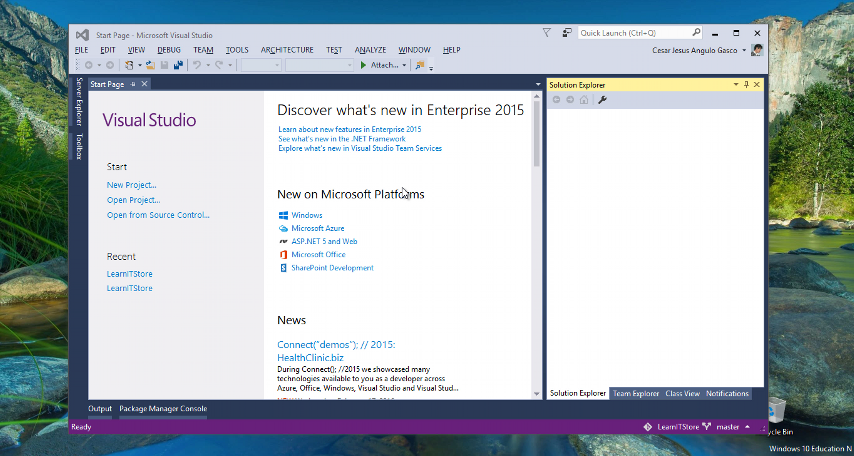 Start Page - Microsoft Visual Studio
Quick Launch (Ctrl+Q)
FILE EDIT VIEW DEBUG TEAM TOOLS ARCHITECTURE TEST ANALYZE WINDOW HELP
Cesar Jesus Angulo Gasco
Attach...
Server Explorer
Toolbox
Start Page
Visual Studio
Start
New Project...
Open Project...
Open from Source Control...
Recent
LearnITStore
LearnITStore
Discover what's new in Enterprise 2015
Learn about new features in Enterprise 2015
See what's new in the .NET Framework
Explore what's new in Visual Studio Team Services
New on Microsoft Platforms
Windows
Microsoft Azure
ASP.NET 5 and Web
Microsoft Office
SharePoint Development
News
Connect("demos"); // 2015:
HealthClinic.biz
During Connect(); //2015 we showcased many
technologies available to you as a developer across
Azure, Office, Windows, Visual Studio and Visual Stud...
Solution Explorer
Solution Explorer Team Explorer Class View Notifications
Output Package Manager Console
Ready
LearnITStore master
cle Bin
Windows 10 Education N